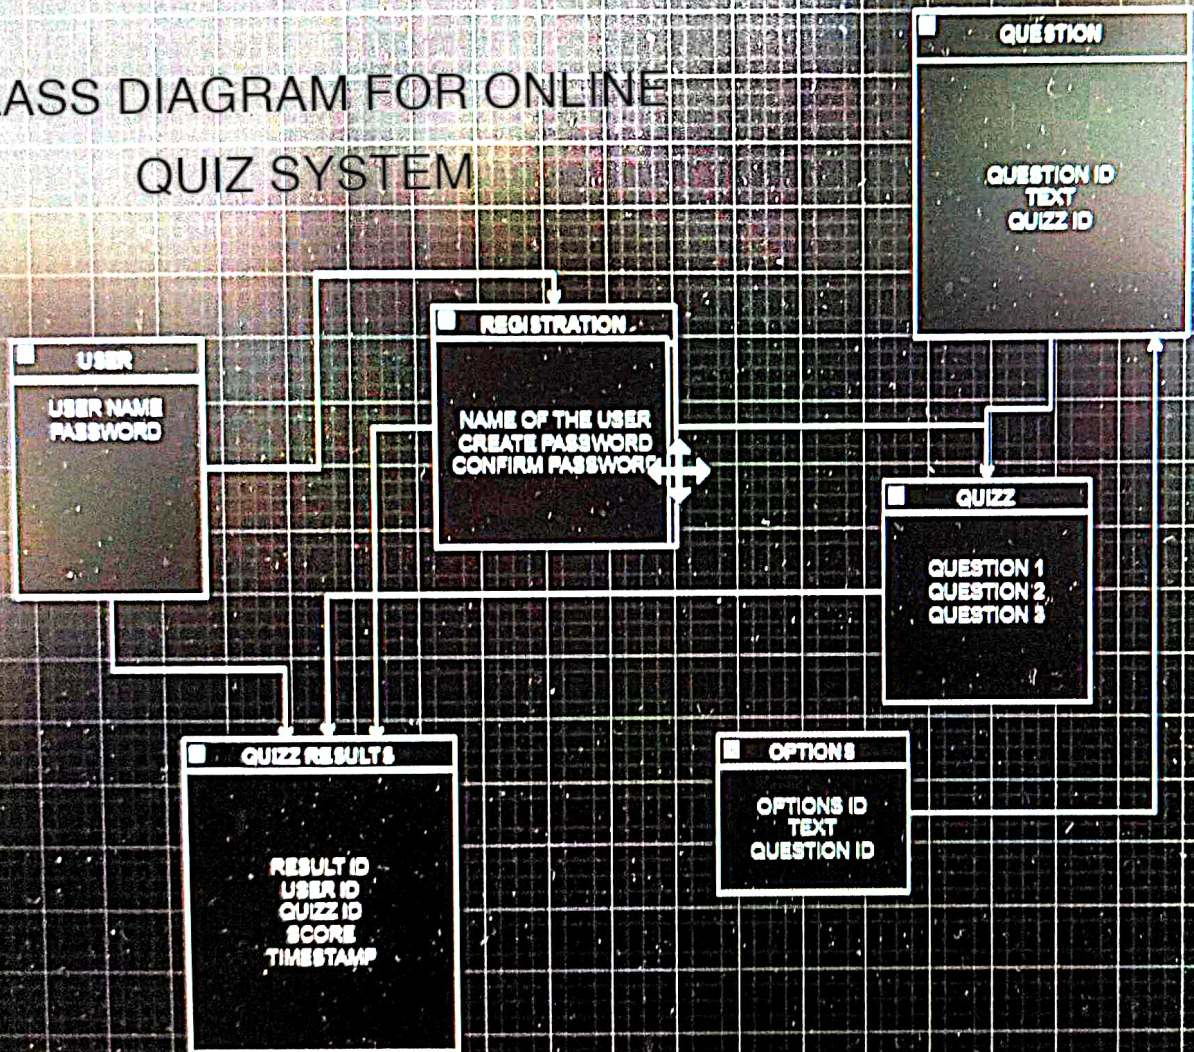 ASS DIAGRAM FOR ONLINE
QUIZ SYSTEM
QUESTION
QUESTION ID
TEXT
QUIZZ ID
REGISTRATION
NAME OF THE USER
CREATE PASSWORD
CONFIRM PASSWORD
USER
USER NAME
PASSWORD
QUIZZ
QUESTION 1
QUESTION 2
QUESTION 3
QUIZZ RESULTS
RESULT ID
USER ID
QUIZZ ID
SCORE
TIMESTAMP
OPTIONS
OPTIONS ID
TEXT
QUESTION ID